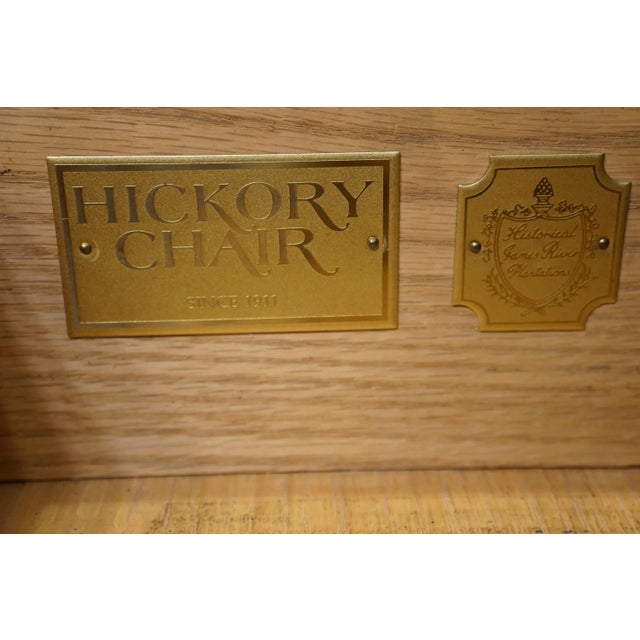 HICKORY
CHAIR
SINCE 1911
Historical
James River
Plantations